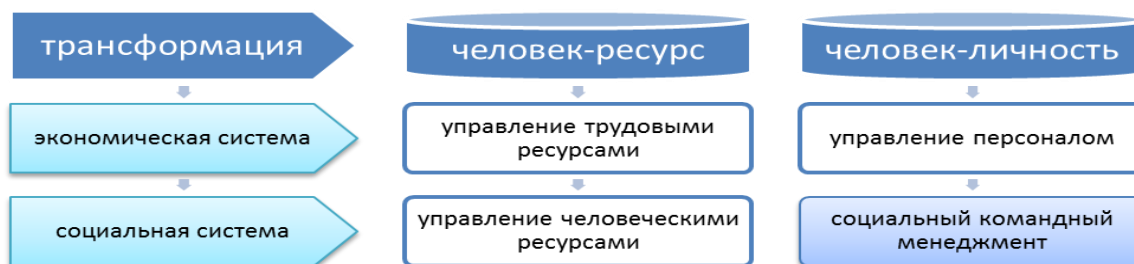 трансформация
человек-ресурс
человек-личность
экономическая система
управление трудовыми
ресурсами
управление персоналом
социальная система
управление человеческими
ресурсами
социальный командный
менеджмент